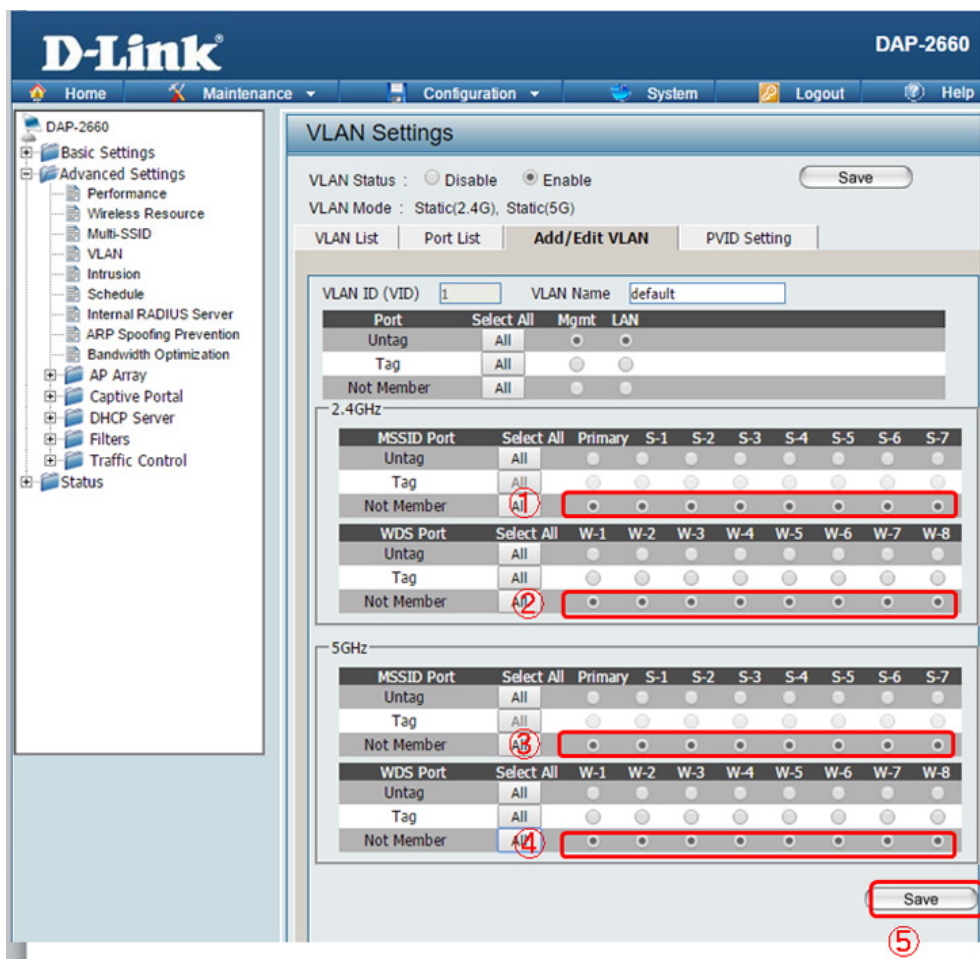 D-Link®
DAP-2660
Home Maintenance Configuration System Logout Help
DAP-2660
Basic Settings
Advanced Settings
Performance
Wireless Resource
Multi-SSID
VLAN
Intrusion
Schedule
Internal RADIUS Server
ARP Spoofing Prevention
Bandwidth Optimization
AP Array
Captive Portal
DHCP Server
Filters
Traffic Control
Status
VLAN Settings
VLAN Status : Disable Enable Save
VLAN Mode : Static(2.4G), Static(5G)
VLAN List Port List Add/Edit VLAN PVID Setting
VLAN ID (VID) 1 VLAN Name default
Port Select All Mgmt LAN
Untag All
Tag All
Not Member All
2.4GHz
MSSID Port Select All Primary S-1 S-2 S-3 S-4 S-5 S-6 S-7
Untag All
Tag All
Not Member All ①
WDS Port Select All W-1 W-2 W-3 W-4 W-5 W-6 W-7 W-8
Untag All
Tag All
Not Member All ②
5GHz
MSSID Port Select All Primary S-1 S-2 S-3 S-4 S-5 S-6 S-7
Untag All
Tag All
Not Member All ③
WDS Port Select All W-1 W-2 W-3 W-4 W-5 W-6 W-7 W-8
Untag All
Tag All
Not Member All ④
Save
⑤